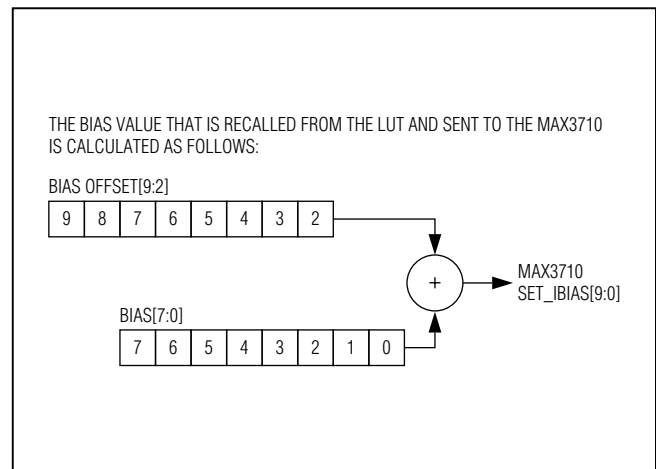 THE BIAS VALUE THAT IS RECALLED FROM THE LUT AND SENT TO THE MAX3710
IS CALCULATED AS FOLLOWS:
BIAS OFFSET[9:2]
9 8 7 6 5 4 3 2
+
MAX3710
SET_IBIAS[9:0]
BIAS[7:0]
7 6 5 4 3 2 1 0